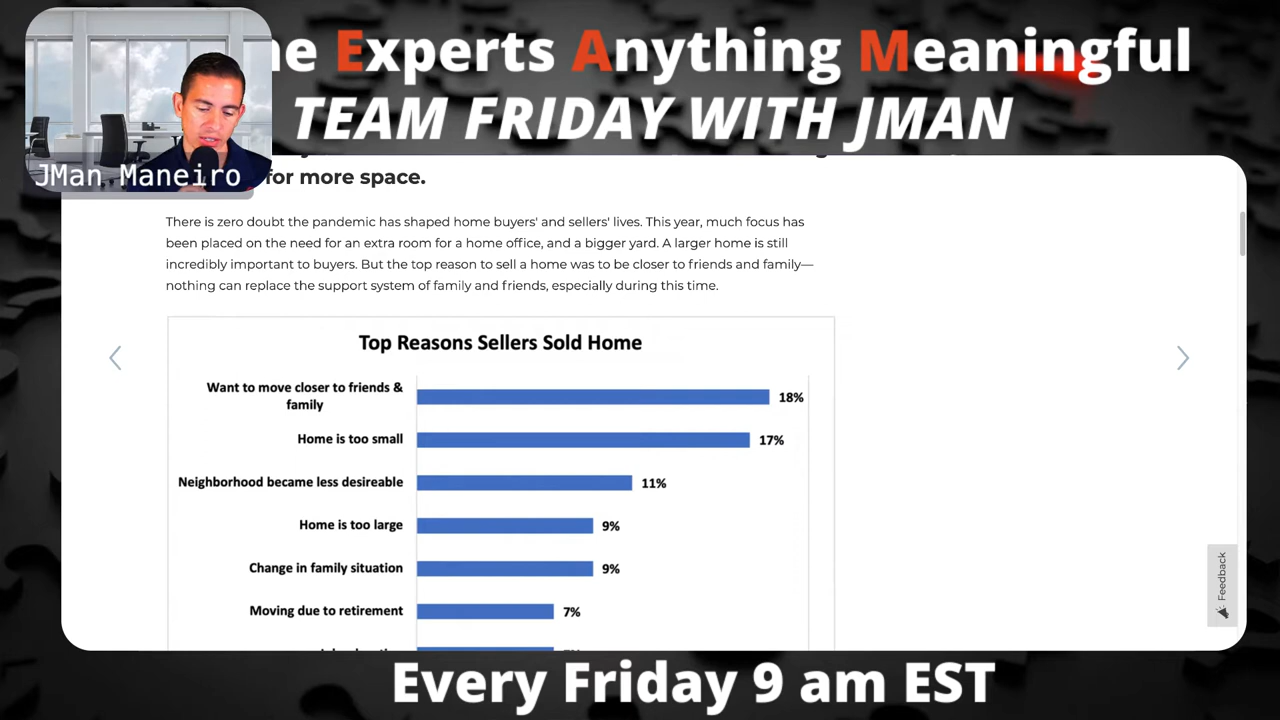 e Experts Anything Meaningful
TEAM FRIDAY WITH JMAN
JMan Maneiro
for more space.
There is zero doubt the pandemic has shaped home buyers' and sellers' lives. This year, much focus has
been placed on the need for an extra room for a home office, and a bigger yard. A larger home is still
incredibly important to buyers. But the top reason to sell a home was to be closer to friends and family—
nothing can replace the support system of family and friends, especially during this time.
Top Reasons Sellers Sold Home
Want to move closer to friends &
family
18%
Home is too small
17%
Neighborhood became less desireable
11%
Home is too large
9%
Change in family situation
9%
Moving due to retirement
7%
Feedback
Every Friday 9 am EST